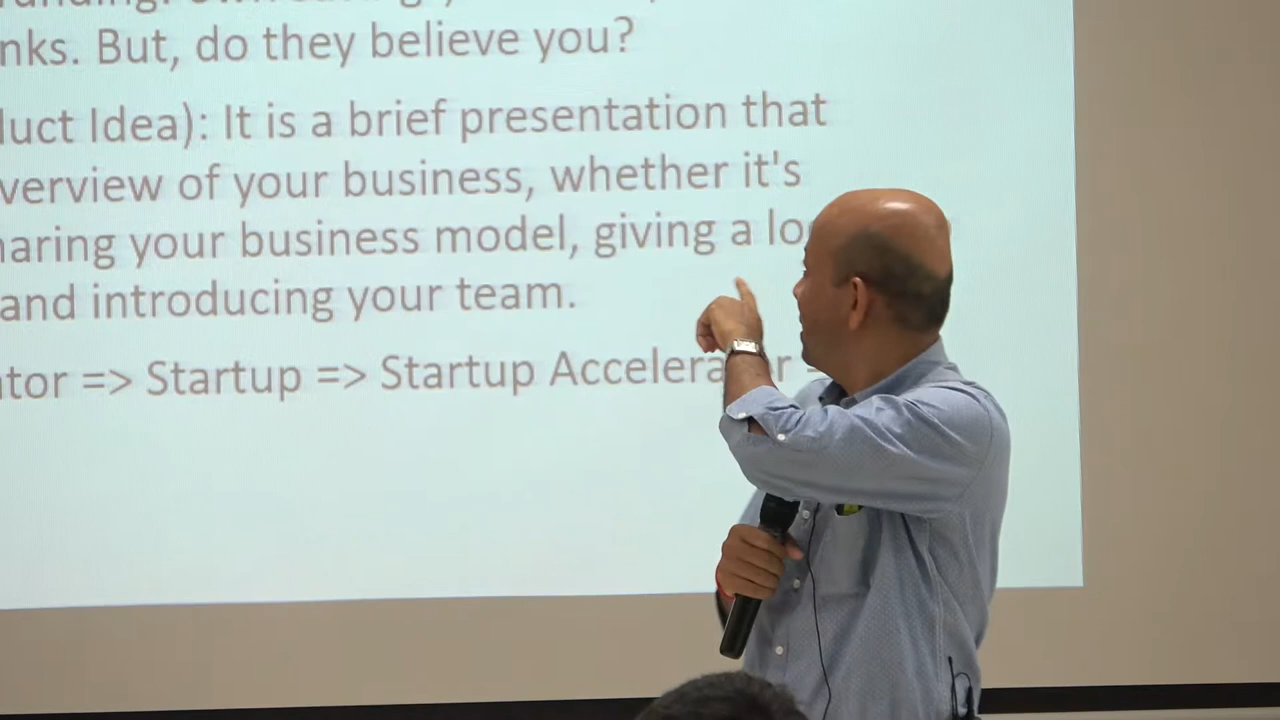 nks. But, do they believe you?
duct Idea): It is a brief presentation that
verview of your business, whether it's
haring your business model, giving a lo
and introducing your team.
tor => Startup => Startup Accelera r =